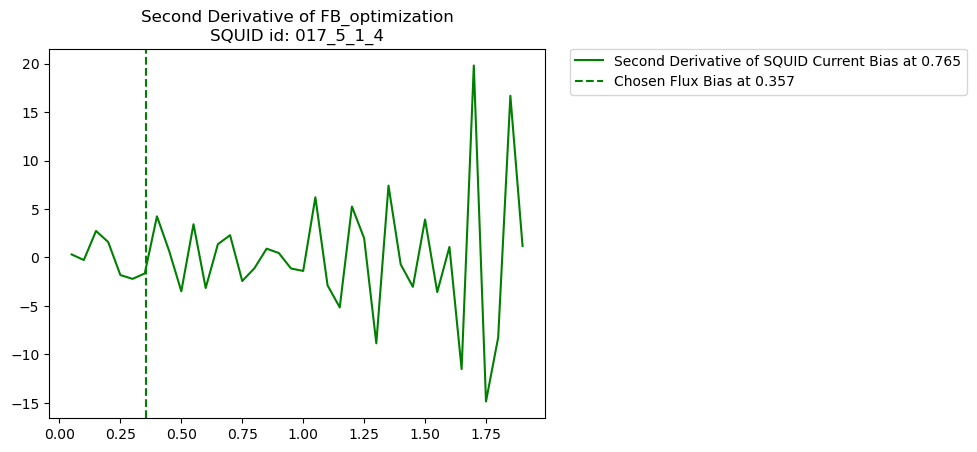 Second Derivative of FB_optimization
SQUID id: 017_5_1_4
Second Derivative of SQUID Current Bias at 0.765
Chosen Flux Bias at 0.357
20
15
10
5
0
−5
−10
−15
0.00 0.25 0.50 0.75 1.00 1.25 1.50 1.75